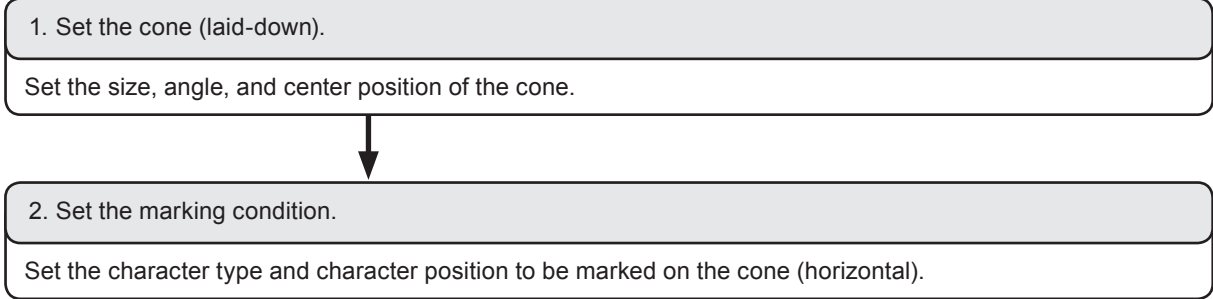 1. Set the cone (laid-down).
Set the size, angle, and center position of the cone.
2. Set the marking condition.
Set the character type and character position to be marked on the cone (horizontal).